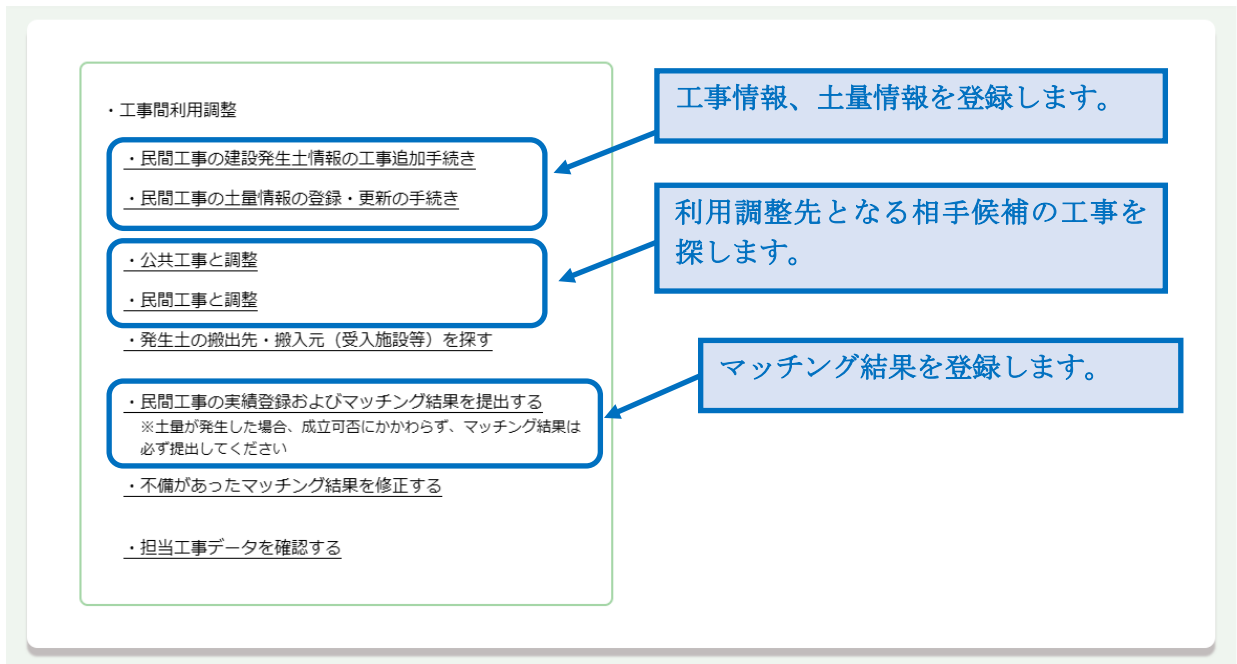 ・工事間利用調整
・民間工事の建設発生土情報の工事追加手続き
・民間工事の土量情報の登録・更新の手続き
・公共工事と調整
・民間工事と調整
・発生土の搬出先・搬入元（受入施設等）を探す
・民間工事の実績登録およびマッチング結果を提出する
※土量が発生した場合、成立可否にかかわらず、マッチング結果は
必ず提出してください
・不備があったマッチング結果を修正する
・担当工事データを確認する
工事情報、土量情報を登録します。
利用調整先となる相手候補の工事を
探します。
マッチング結果を登録します。